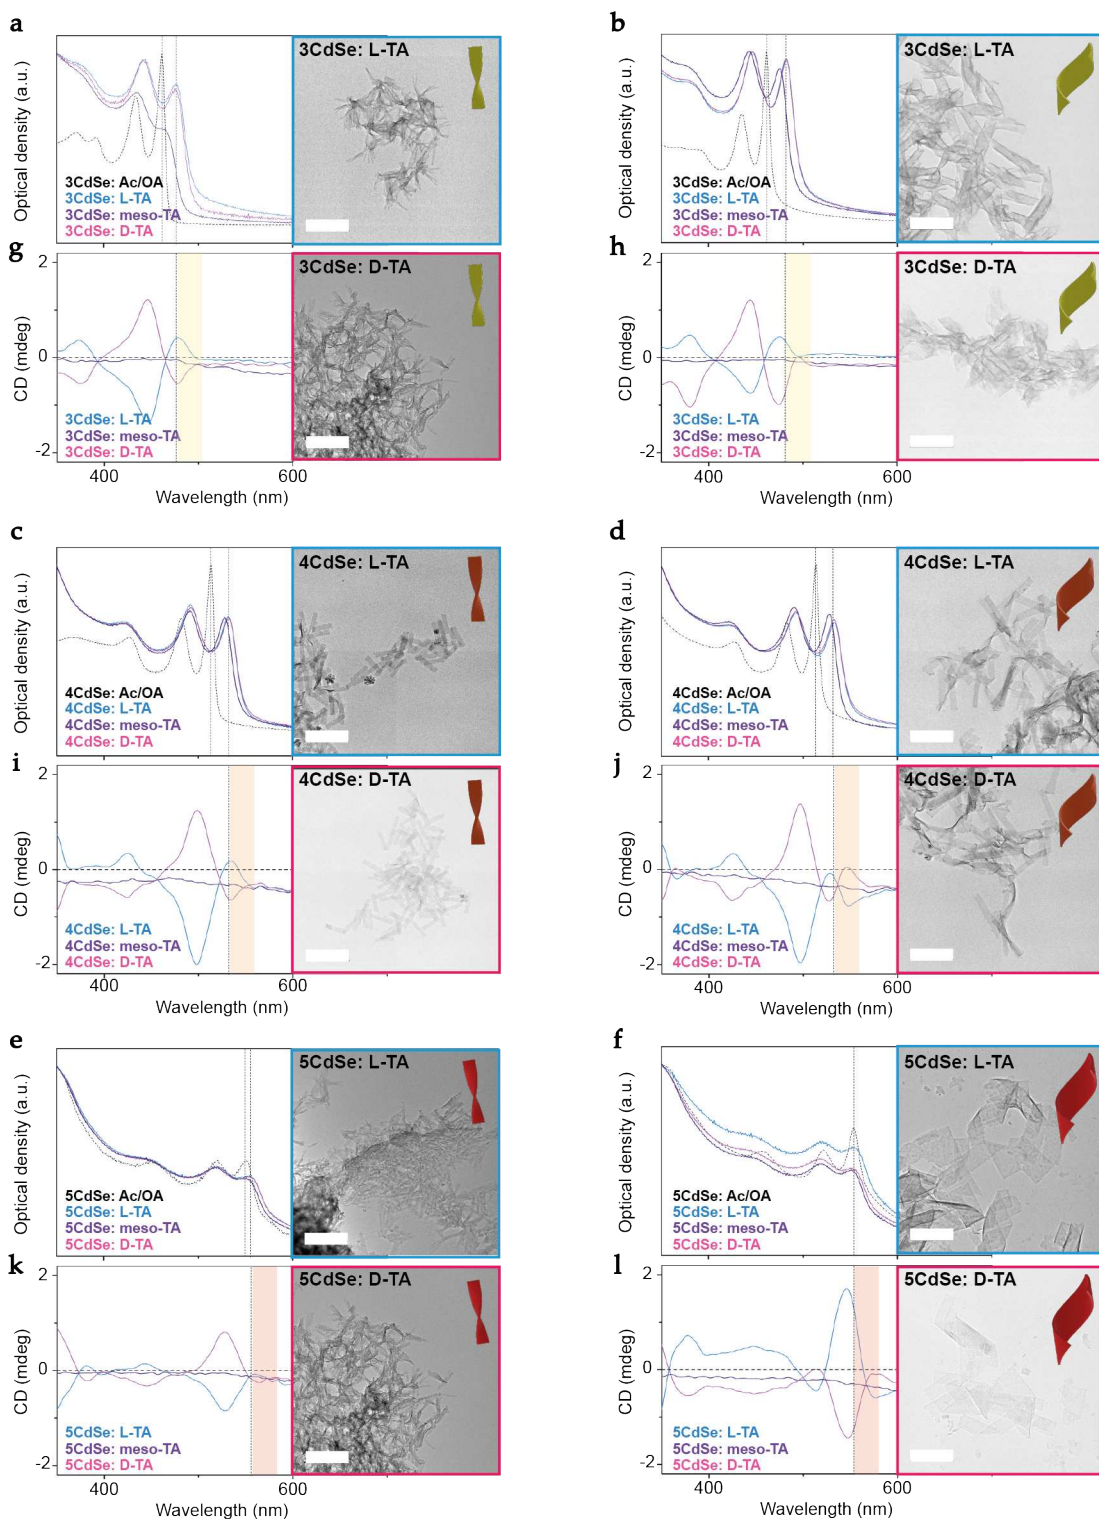 a
Optical density (a.u.)
3CdSe: Ac/OA
3CdSe: L-TA
3CdSe: meso-TA
3CdSe: D-TA
3CdSe: L-TA
b
Optical density (a.u.)
3CdSe: Ac/OA
3CdSe: L-TA
3CdSe: meso-TA
3CdSe: D-TA
3CdSe: L-TA
g
2
0
-2
CD (mdeg)
3CdSe: L-TA
3CdSe: meso-TA
3CdSe: D-TA
3CdSe: D-TA
400
600
Wavelength (nm)
h
2
0
-2
CD (mdeg)
3CdSe: L-TA
3CdSe: meso-TA
3CdSe: D-TA
3CdSe: D-TA
400
600
Wavelength (nm)
c
Optical density (a.u.)
4CdSe: Ac/OA
4CdSe: L-TA
4CdSe: meso-TA
4CdSe: D-TA
4CdSe: L-TA
d
Optical density (a.u.)
4CdSe: Ac/OA
4CdSe: L-TA
4CdSe: meso-TA
4CdSe: D-TA
4CdSe: L-TA
i
2
0
-2
CD (mdeg)
4CdSe: L-TA
4CdSe: meso-TA
4CdSe: D-TA
4CdSe: D-TA
400
600
Wavelength (nm)
j
2
0
-2
CD (mdeg)
4CdSe: L-TA
4CdSe: meso-TA
4CdSe: D-TA
4CdSe: D-TA
400
600
Wavelength (nm)
e
Optical density (a.u.)
5CdSe: Ac/OA
5CdSe: L-TA
5CdSe: meso-TA
5CdSe: D-TA
5CdSe: L-TA
f
Optical density (a.u.)
5CdSe: Ac/OA
5CdSe: L-TA
5CdSe: meso-TA
5CdSe: D-TA
5CdSe: L-TA
k
2
0
-2
CD (mdeg)
5CdSe: L-TA
5CdSe: meso-TA
5CdSe: D-TA
5CdSe: D-TA
400
600
Wavelength (nm)
l
2
0
-2
CD (mdeg)
5CdSe: L-TA
5CdSe: meso-TA
5CdSe: D-TA
5CdSe: D-TA
400
600
Wavelength (nm)